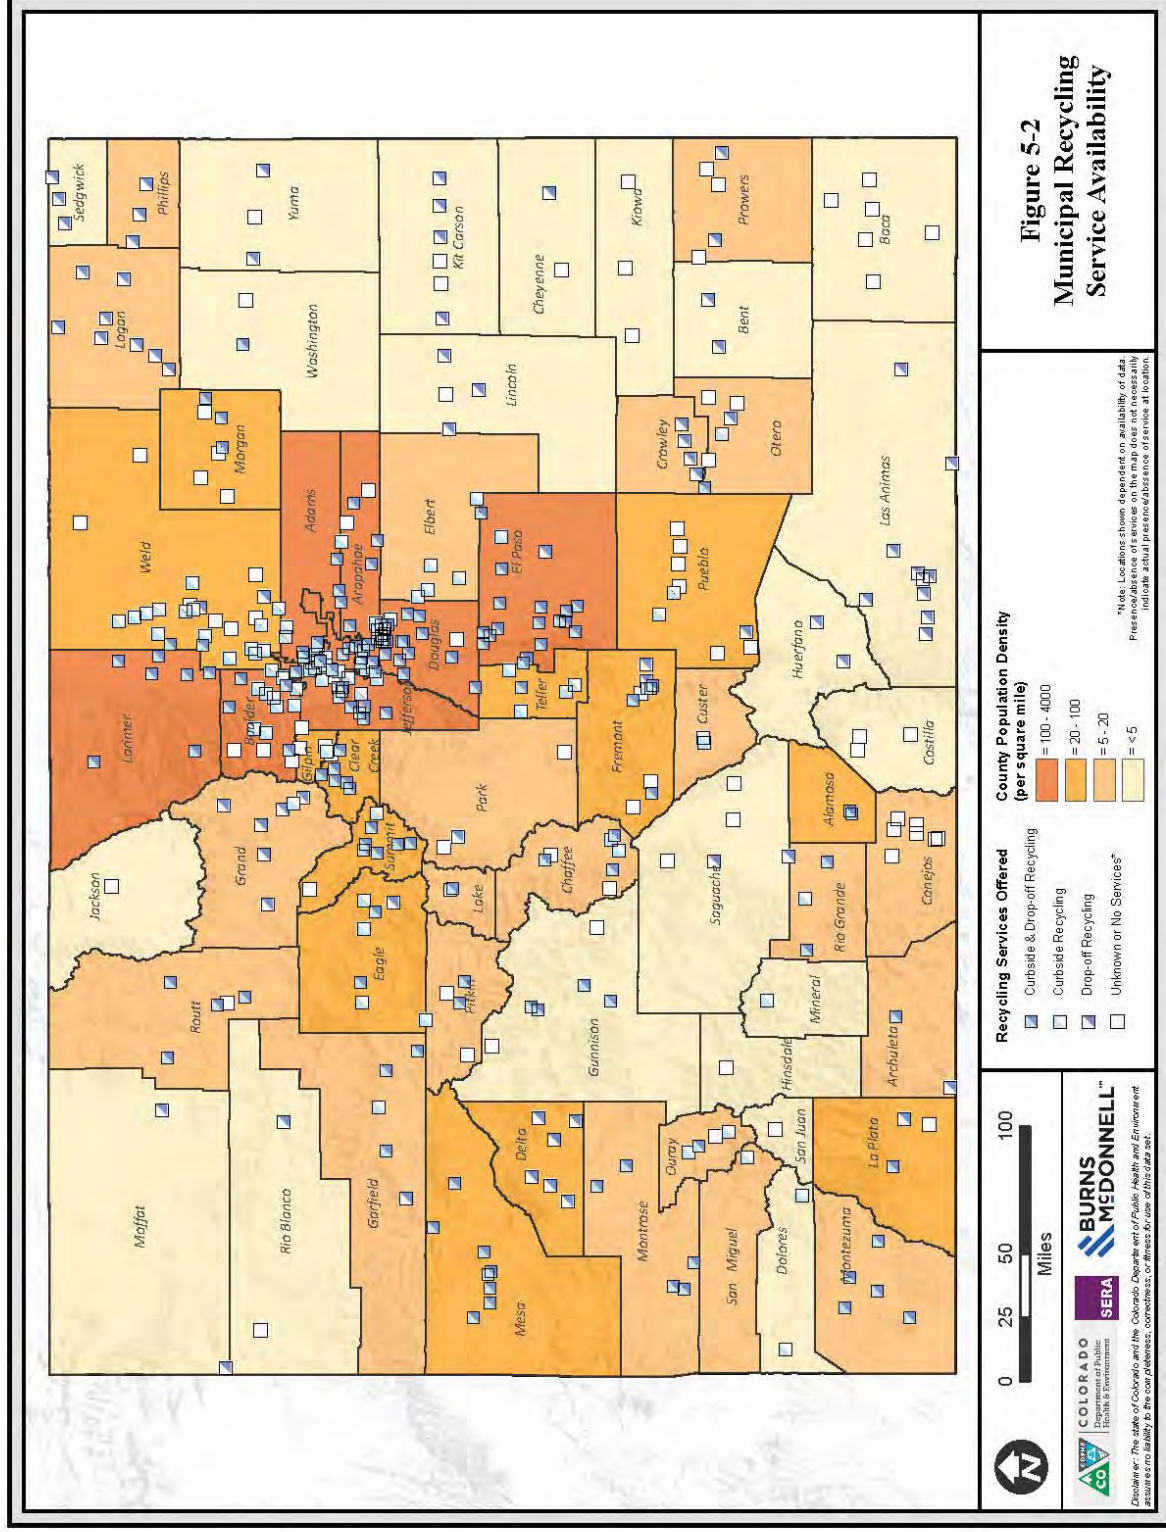 Sedgwick
Phillips
Logan
Yuma
Washington
Morgan
Weld
Larimer
Jackson
Routt
Moffat
Rio Blanco
Grand
Boulder
Gilpin
Clear
Creek
Adams
Arapahoe
Jefferson
Douglas
Elbert
Lincoln
Kit Carson
Cheyenne
Kiowa
El Paso
Teller
Park
Summit
Eagle
Garfield
Lake
Pitkin
Mesa
Delta
Gunnison
Chaffee
Fremont
Custer
Pueblo
Crowley
Otero
Bent
Prowers
Baca
Las Animas
Huerfano
Costilla
Alamosa
Conejos
Saguache
Rio Grande
Mineral
Hinsdale
Archuleta
Ouray
Montrose
San Miguel
San Juan
Dolores
La Plata
Montezuma
0 25 50 100
Miles
COLORADO
Department of Public
Health & Environment
CO
CDPHE
SERA
BURNS
MCDONNELL™
Disclaimer: The state of Colorado and the Colorado Department of Public Health and Environment
assumes no liability to the completeness, correctness, or fitness for use of this data set.
N
Recycling Services Offered
Curbside & Drop-off Recycling
Curbside Recycling
Drop-off Recycling
Unknown or No Services*
County Population Density
(per square mile)
= 100 - 4000
= 20 - 100
= 5 - 20
= < 5
*Note: Locations shown dependent on availability of data.
Presence/absence of services on the map does not necessarily
indicate actual presence/abssence of service at location.
Figure 5-2
Municipal Recycling
Service Availability